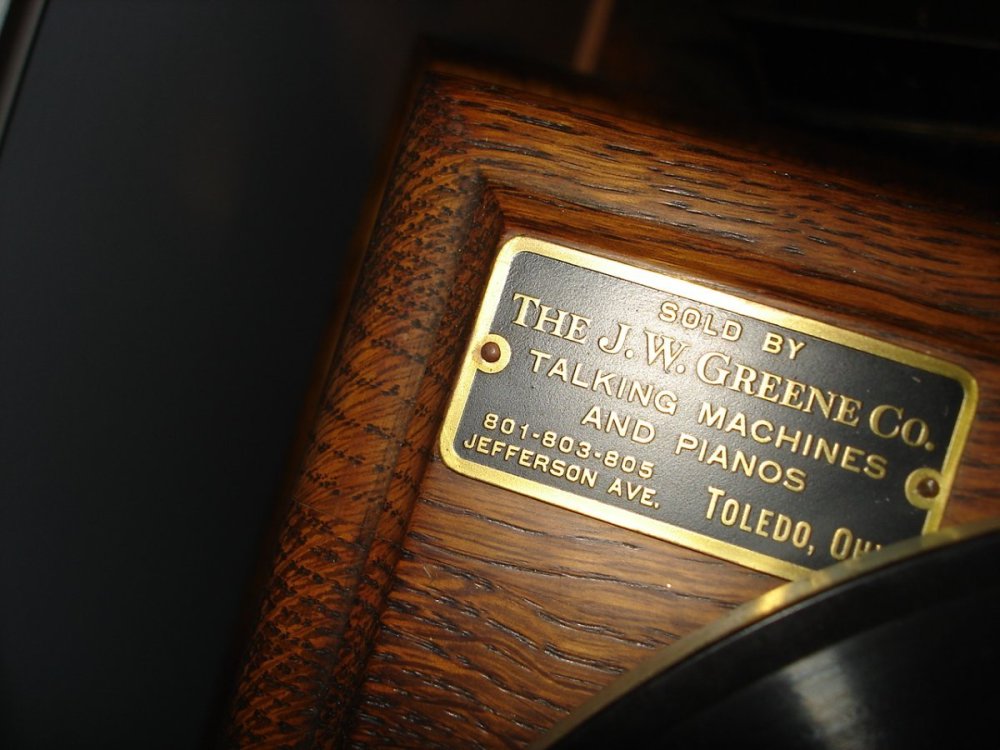 SOLD BY
THE J. W. GREENE CO.
TALKING MACHINES
AND PIANOS
801-803-805
JEFFERSON AVE.
TOLEDO,